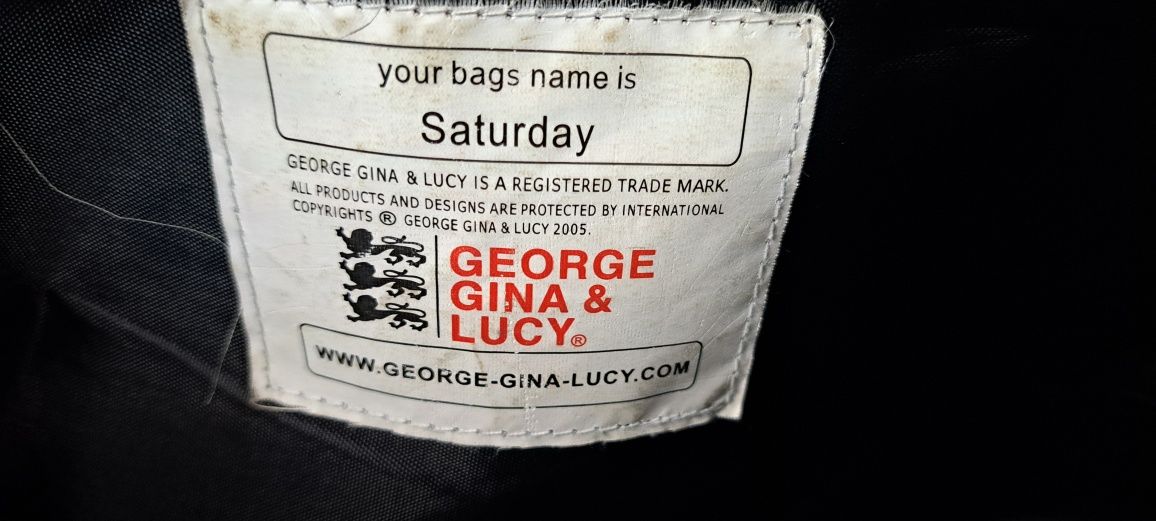 your bags name is
Saturday
GEORGE GINA & LUCY IS A REGISTERED TRADE MARK.
ALL PRODUCTS AND DESIGNS ARE PROTECTED BY INTERNATIONAL
COPYRIGHTS ® GEORGE GINA & LUCY 2005.
GEORGE
GINA &
LUCY®
WWW.GEORGE-GINA-LUCY.COM